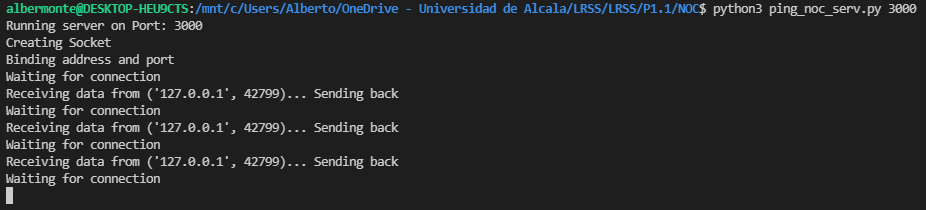 albermonte@DESKTOP-HEU9CTS:/mnt/c/Users/Alberto/OneDrive - Universidad de Alcala/LRSS/LRSS/P1.1/NOC$ python3 ping_noc_serv.py 3000
Running server on Port: 3000
Creating Socket
Binding address and port
Waiting for connection
Receiving data from ('127.0.0.1', 42799)... Sending back
Waiting for connection
Receiving data from ('127.0.0.1', 42799)... Sending back
Waiting for connection
Receiving data from ('127.0.0.1', 42799)... Sending back
Waiting for connection